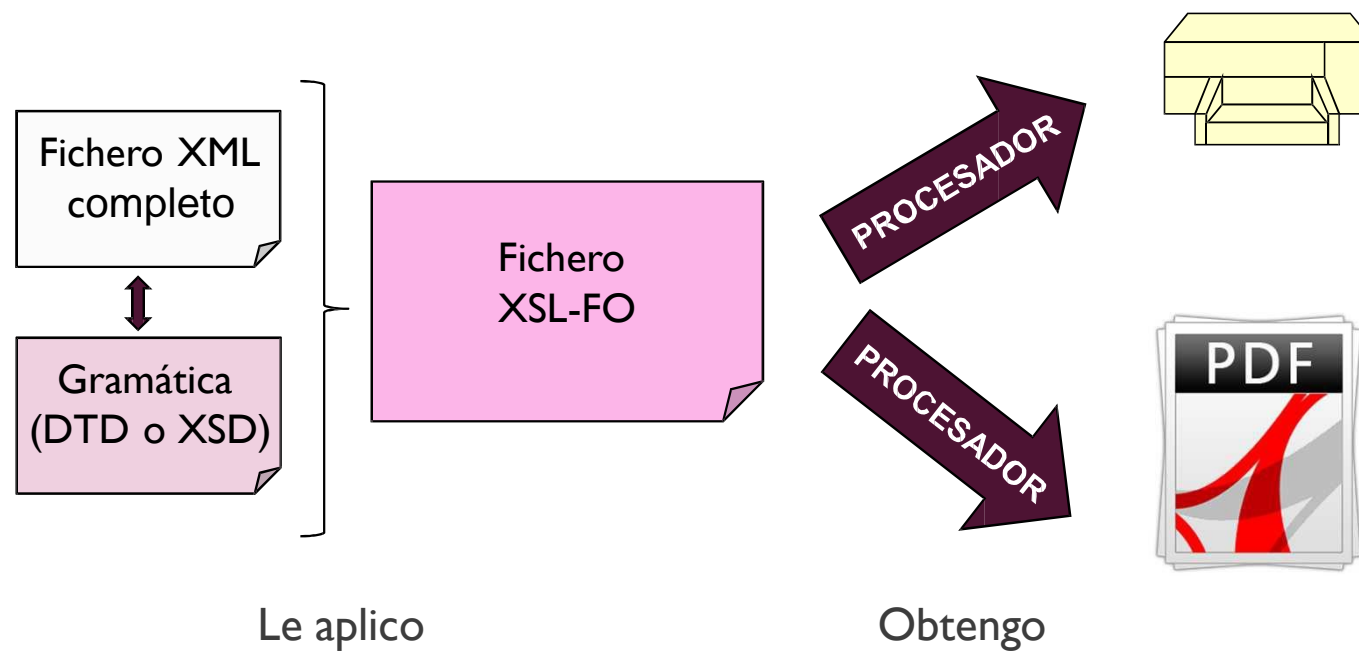 Fichero XML
completo
Gramática
(DTD o XSD)
Fichero
XSL-FO
PROCESADOR
PROCESADOR
PDF
Le aplico
Obtengo